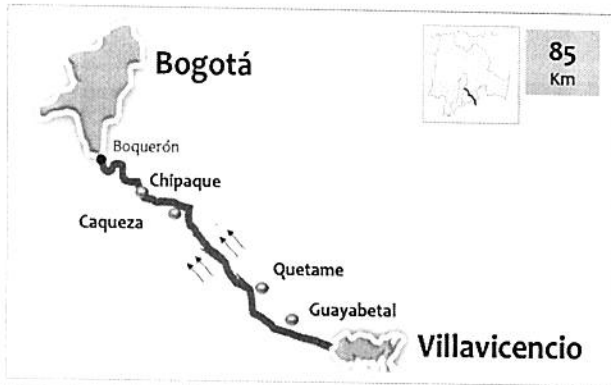 Bogotá
85
Km
Boquerón
Chipaque
Caqueza
Quetame
Guayabetal
Villavicencio